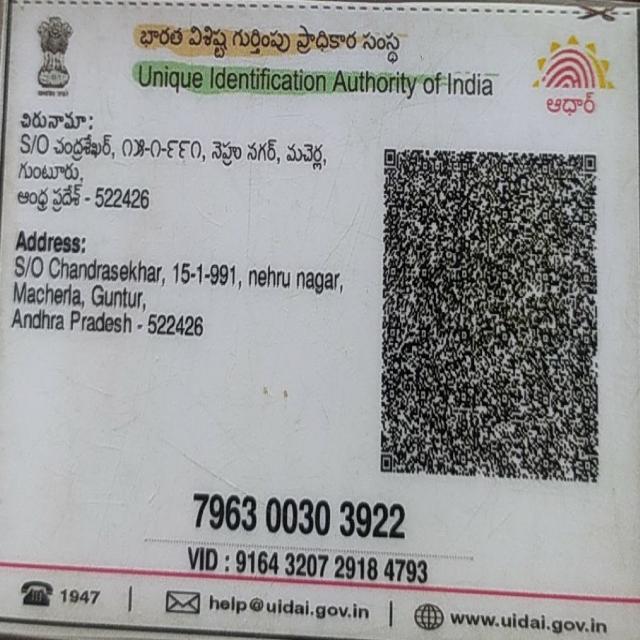 భారత విశిష్ట గుర్తింపు ప్రాధికార సంస్థ
Unique Identification Authority of India
ఆధార్
చిరునామా:
S/O చంద్రశేఖర్, ౧౫-౧-౯౯౧, నెహ్రు నగర్, మచెర్ల,
గుంటూరు,
ఆంధ్ర ప్రదేశ్ - 522426
Address:
S/O Chandrasekhar, 15-1-991, nehru nagar,
Macherla, Guntur,
Andhra Pradesh - 522426
7963 0030 3922
VID : 9164 3207 2918 4793
1947 | help@uidai.gov.in | www.uidai.gov.in